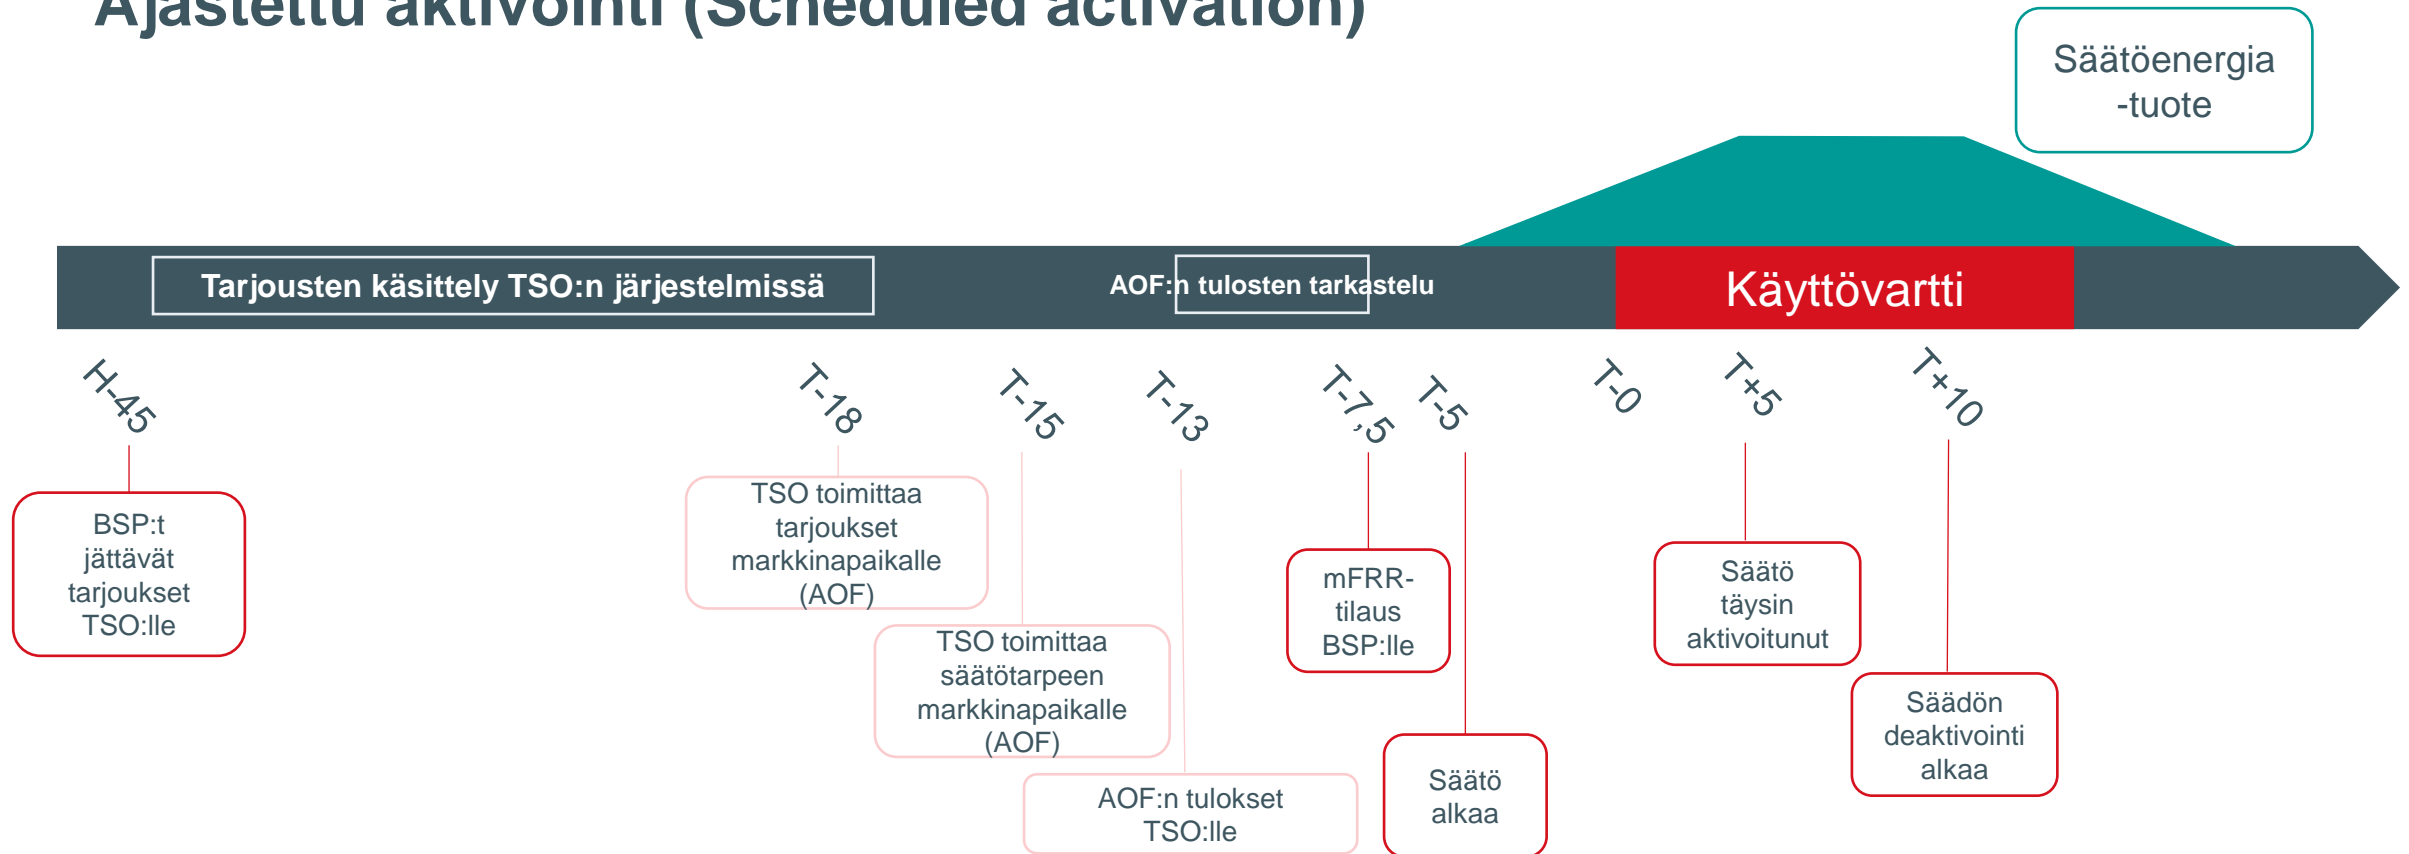 Ajastettu aktivointi (Scheduled activation)
Säätöenergia
-tuote
Tarjousten käsittely TSO:n järjestelmissä
AOF:n tulosten tarkastelu
Käyttövartti
H-45
T-18
T-15
T-13
T-7,5
T-5
T-0
T+5
T+10
BSP:t
jättävät
tarjoukset
TSO:lle
TSO toimittaa
tarjoukset
markkinapaikalle
(AOF)
TSO toimittaa
säätötarpeen
markkinapaikalle
(AOF)
AOF:n tulokset
TSO:lle
mFRR-
tilaus
BSP:lle
Säätö
alkaa
Säätö
täysin
aktivoitunut
Säädön
deaktivointi
alkaa